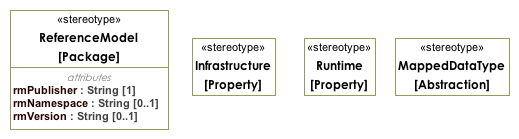 «stereotype»
ReferenceModel
[Package]
attributes
rmPublisher : String [1]
rmNamespace : String [0..1]
rmVersion : String [0..1]
«stereotype»
Infrastructure
[Property]
«stereotype»
Runtime
[Property]
«stereotype»
MappedDataType
[Abstraction]